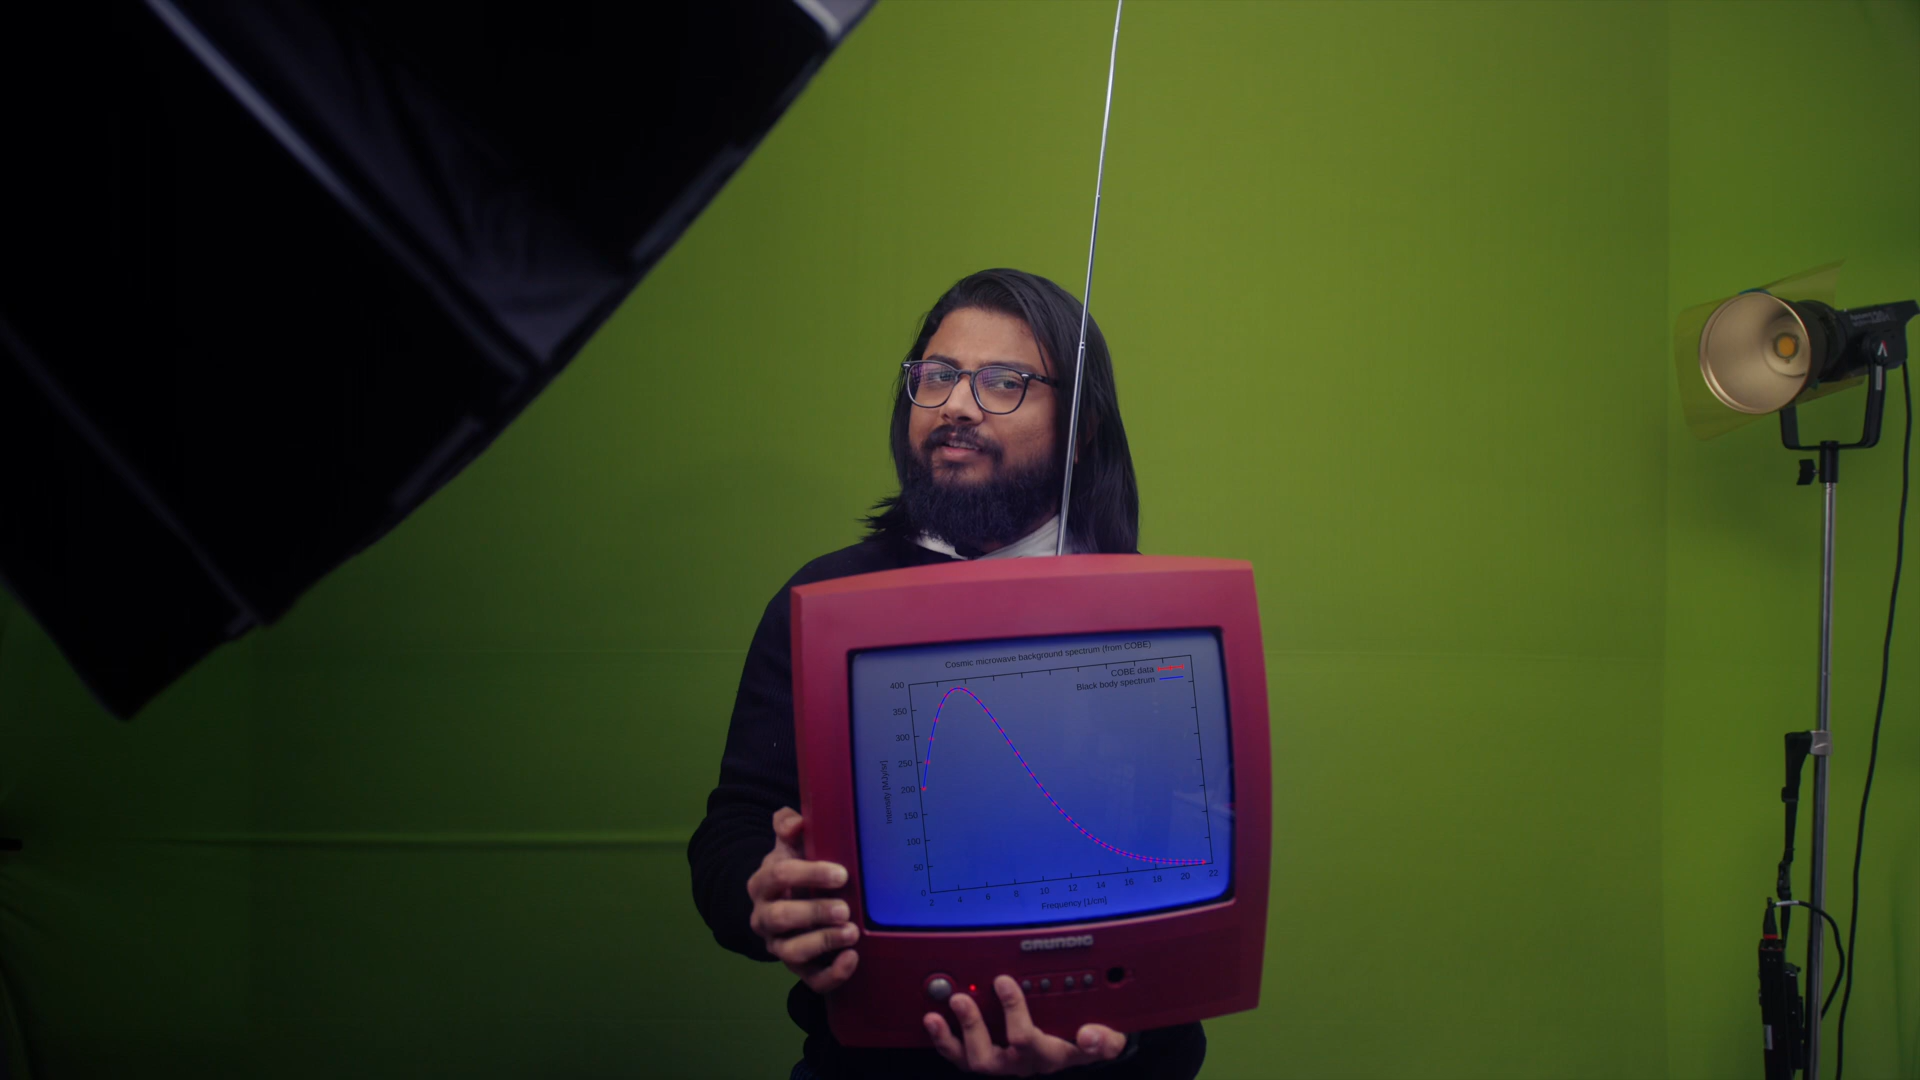 Cosmic microwave background spectrum (from COBE)
COBE data
Black body spectrum
400
350
300
250
200
150
100
50
0
Intensity [MJy/sr]
2 4 6 8 10 12 14 16 18 20 22
Frequency [1/cm]
GRUNDIG